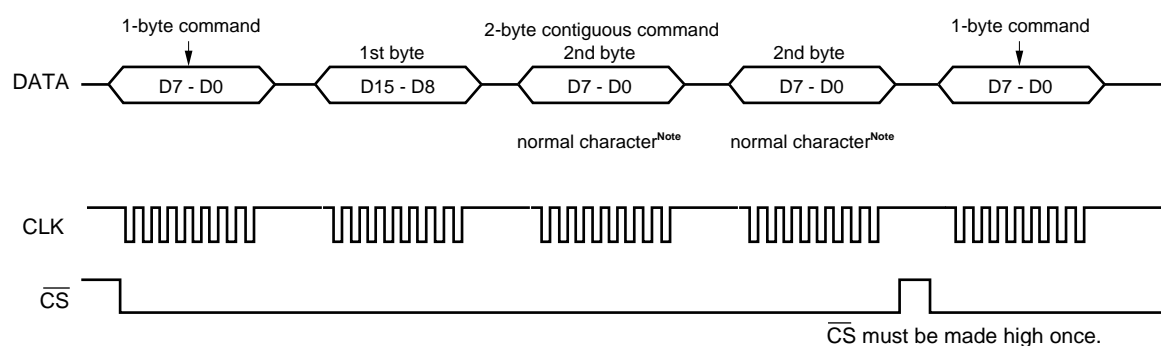 1-byte command
2-byte contiguous command
1-byte command
1st byte
2nd byte
2nd byte
DATA
D7 - D0
D15 - D8
D7 - D0
D7 - D0
D7 - D0
normal characterNote
normal characterNote
CLK
CS
CS must be made high once.